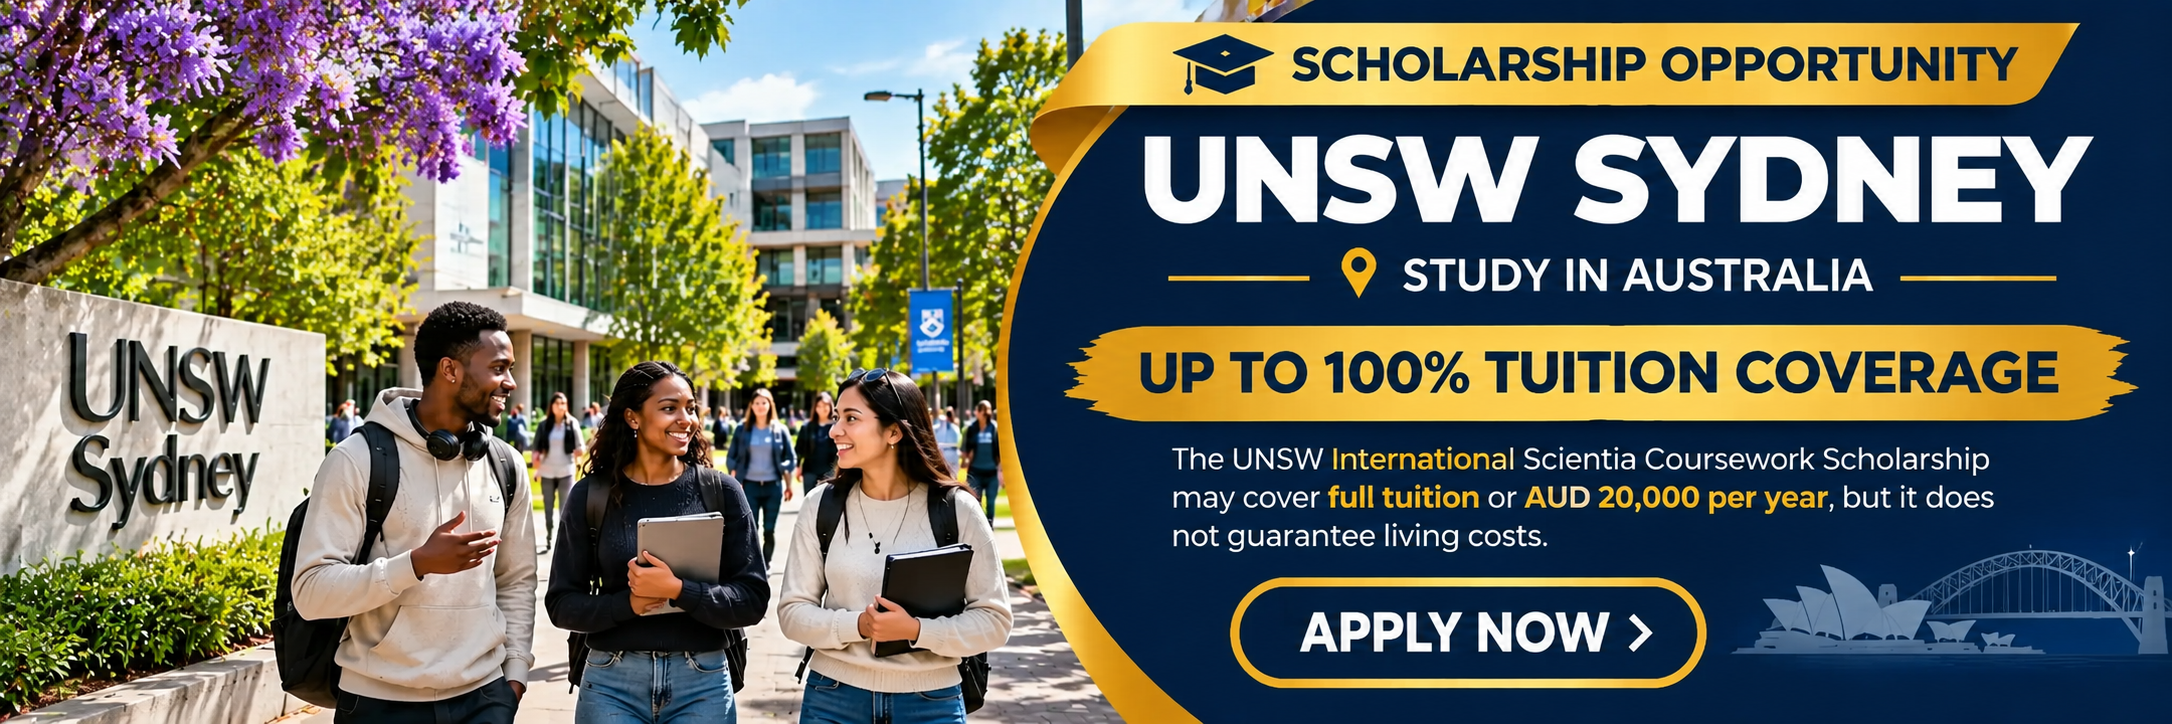 UNSW
Sydney
SCHOLARSHIP OPPORTUNITY
UNSW SYDNEY
STUDY IN AUSTRALIA
UP TO 100% TUITION COVERAGE
The UNSW International Scientia Coursework Scholarship
may cover full tuition or AUD 20,000 per year, but it does
not guarantee living costs.
APPLY NOW >